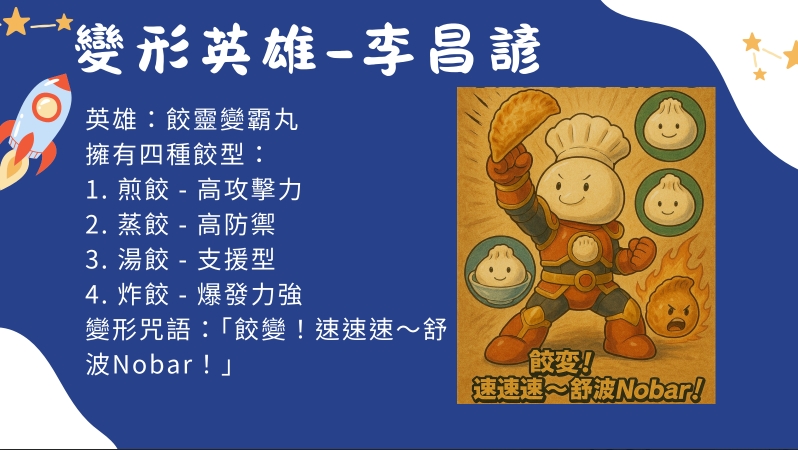 變形英雄-李昌諺
英雄：餃靈變霸丸
擁有四種餃型：
1. 煎餃 - 高攻擊力
2. 蒸餃 - 高防禦
3. 湯餃 - 支援型
4. 炸餃 - 爆發力強
變形咒語：「餃變！速速速～舒
波Nobar！」
餃変！
速速速～舒波Nobar！